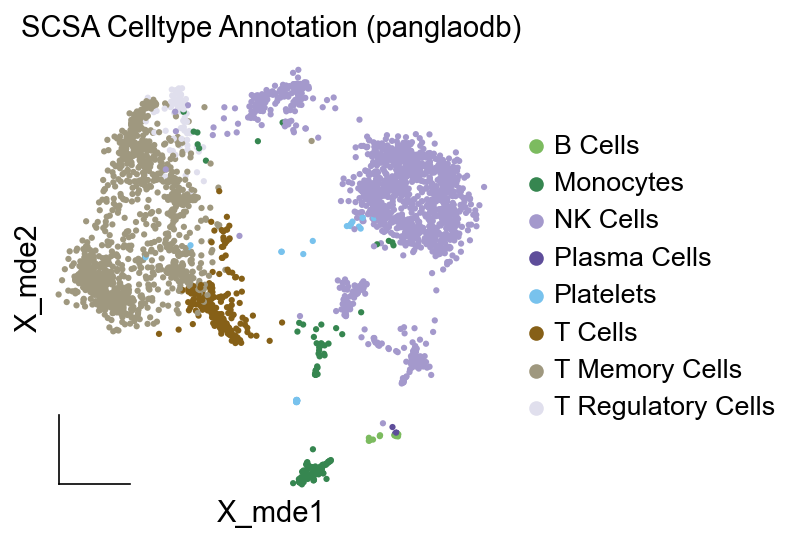 SCSA Celltype Annotation (panglaodb)
B Cells
Monocytes
NK Cells
Plasma Cells
Platelets
T Cells
T Memory Cells
T Regulatory Cells
X_mde2
X_mde1